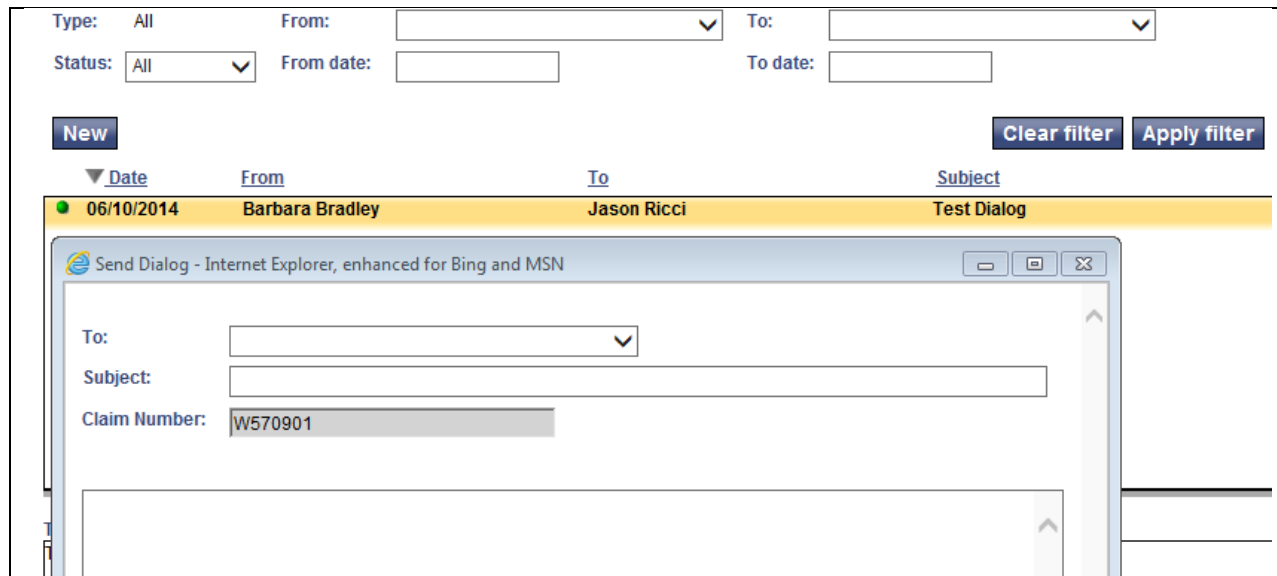 Type: All From: To:
Status: All From date: To date:
New Clear filter Apply filter
Date From To Subject
06/10/2014 Barbara Bradley Jason Ricci Test Dialog
Send Dialog - Internet Explorer, enhanced for Bing and MSN
To:
Subject:
Claim Number: W570901